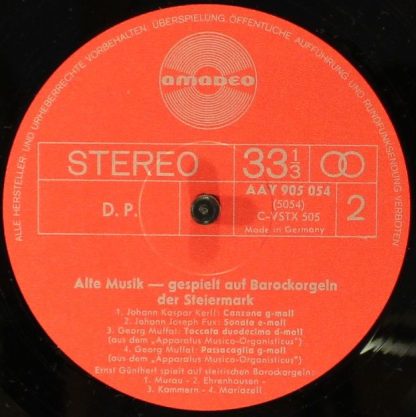 ALLE HERSTELLER- UND URHEBERRECHTE VORBEHALTEN. ÜBERSPIELUNG, ÖFFENTLICHE AUFFÜHRUNG UND RUNDFUNKSENDUNG VERBOTEN
AMADEO
STEREO 33 1/3
AAV 905 054
(5054)
C-VSTX 505
Made in Germany
D. P.
2
Alte Musik — gespielt auf Barockorgeln
der Steiermark
1. Johann Kaspar Kerll: Canzona g-moll
2. Johann Joseph Fux: Sonata e-moll
3. Georg Muffat: Toccata duodecima d-moll
(aus dem „Apparatus Musico-Organisticus")
4. Georg Muffat: Passacaglia g-moll
(aus dem „Apparatus Musico-Organisticus")
Ernst Günthert spielt auf steirischen Barockorgeln:
1. Murau - 2. Ehrenhausen -
3. Kammern - 4. Mariazell